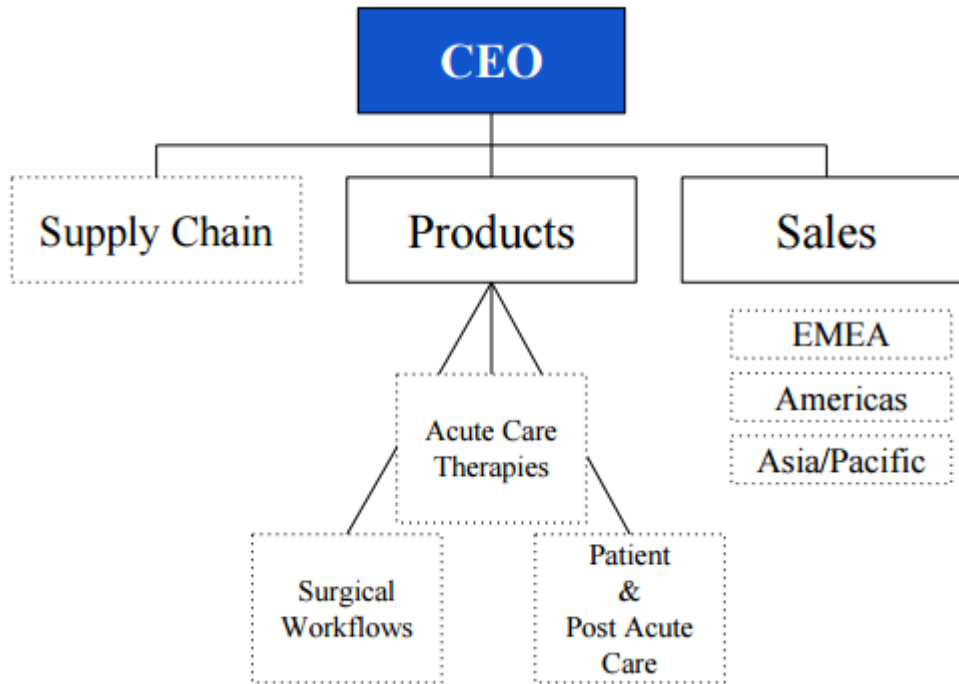 CEO
Supply Chain
Products
Sales
EMEA
Americas
Asia/Pacific
Acute Care
Therapies
Surgical
Workflows
Patient
&
Post Acute
Care